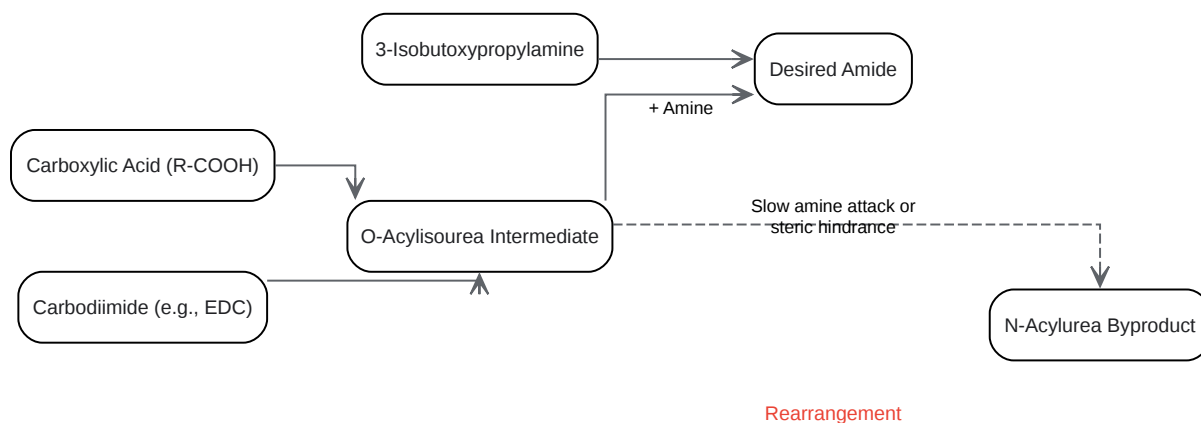 3-Isobutoxypropylamine
Desired Amide
+ Amine
Carboxylic Acid (R-COOH)
Slow amine attack or
steric hindrance
O-Acylisourea Intermediate
Carbodiimide (e.g., EDC)
N-Acylurea Byproduct
Rearrangement